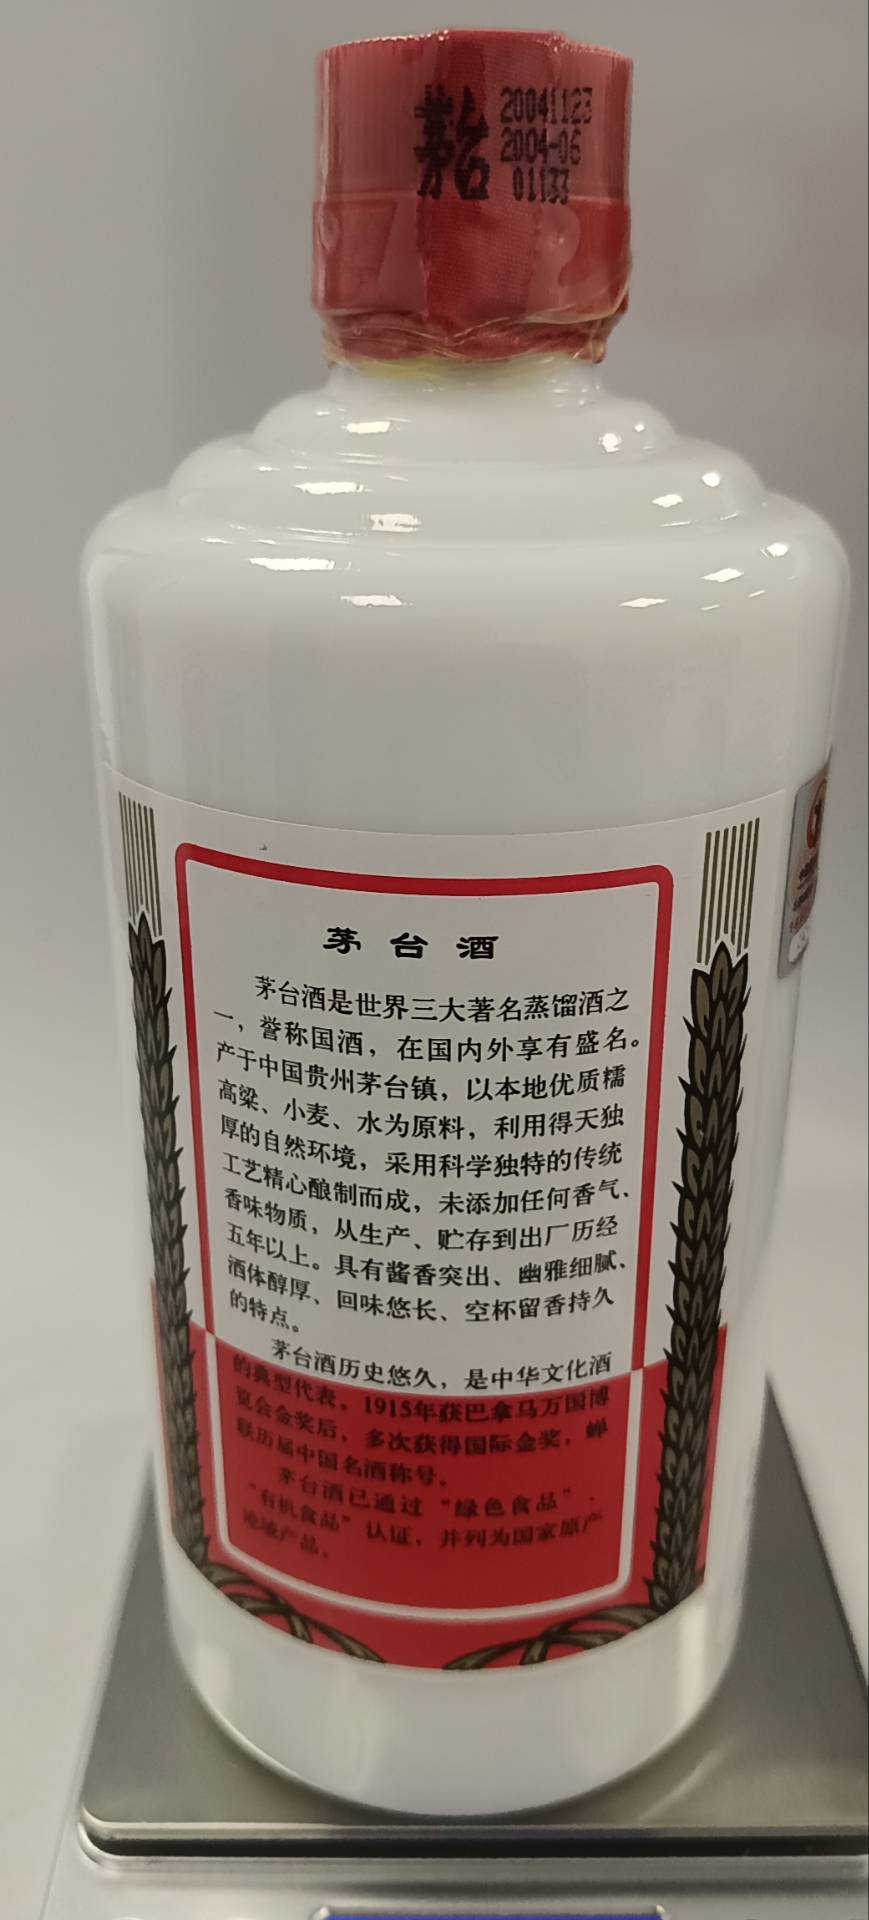 茅台
20041123
2004-06
01133
茅台酒
茅台酒是世界三大著名蒸馏酒之
一，誉称国酒，在国内外享有盛名。
产于中国贵州茅台镇，以本地优质糯
高粱、小麦、水为原料，利用得天独
厚的自然环境，采用科学独特的传统
工艺精心酿制而成，未添加任何香气、
香味物质，从生产、贮存到出厂历经
五年以上。具有酱香突出、幽雅细腻、
酒体醇厚、回味悠长、空杯留香持久
的特点。
茅台酒历史悠久，是中华文化酒
的典型代表。1915年获巴拿马万国博
览会金奖后，多次获得国际金奖，蝉
联历届中国名酒称号。
茅台酒已通过“绿色食品”、
“有机食品”认证，并列为国家原产
地域产品。